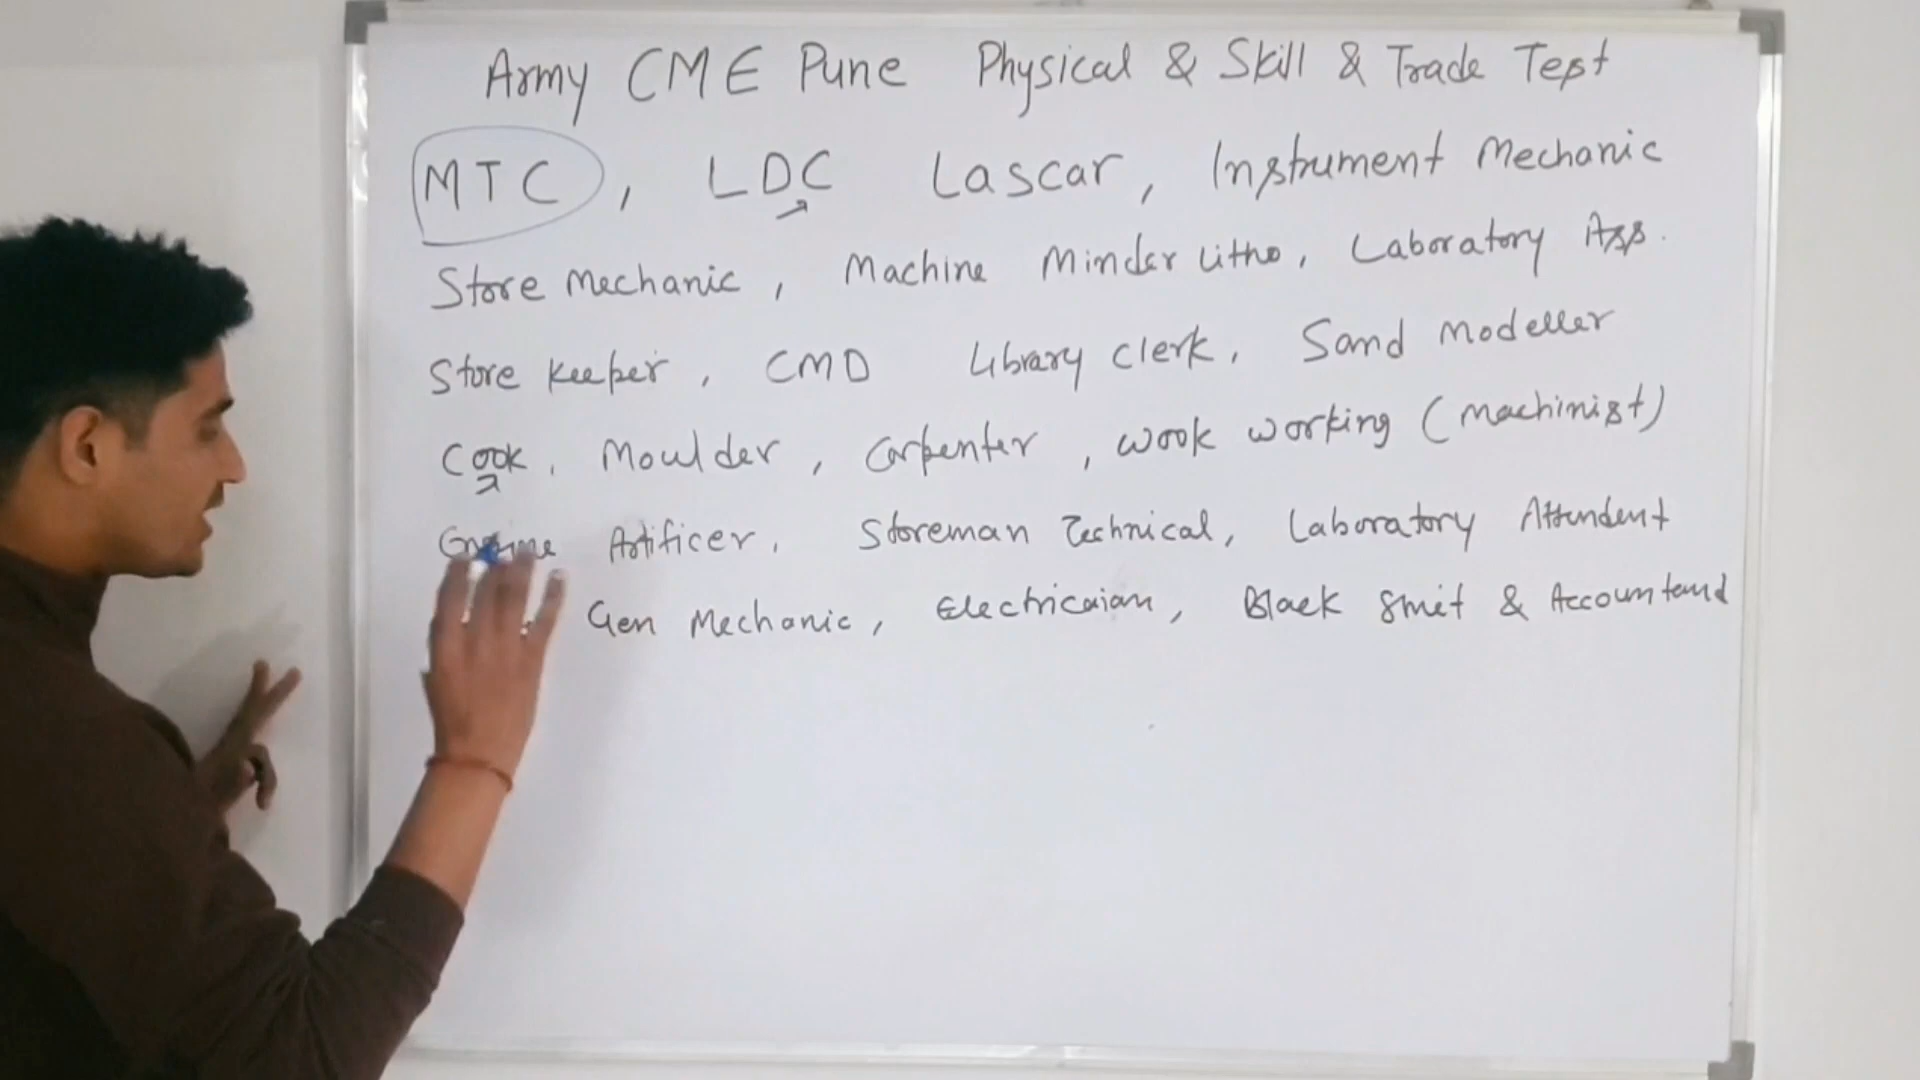 Army CME Pune Physical & Skill & Trade Test
MTC, LDC Lascar, Instrument Mechanic
Store Mechanic, Machine Minder Litho, Laboratory Ass.
Store Keeper, CMD Library Clerk, Sand Modeller
Cook, Moulder, Carpenter, wook working (Machinist)
Engine Artificer, Storeman Technical, Laboratory Attendent
Gen Mechanic, Electricaian, Black Smit & Accountand